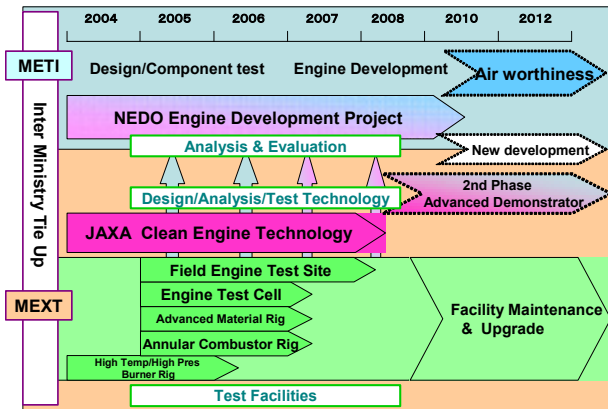 2004 2005 2006 2007 2008 2010 2012
METI
Design/Component test
Engine Development
Air worthiness
NEDO Engine Development Project
Analysis & Evaluation
New development
Inter Ministry Tie Up
Design/Analysis/Test Technology
2nd Phase
Advanced Demonstrator
JAXA Clean Engine Technology
Field Engine Test Site
Engine Test Cell
MEXT
Advanced Material Rig
Facility Maintenance
& Upgrade
Annular Combustor Rig
High Temp/High Pres
Burner Rig
Test Facilities